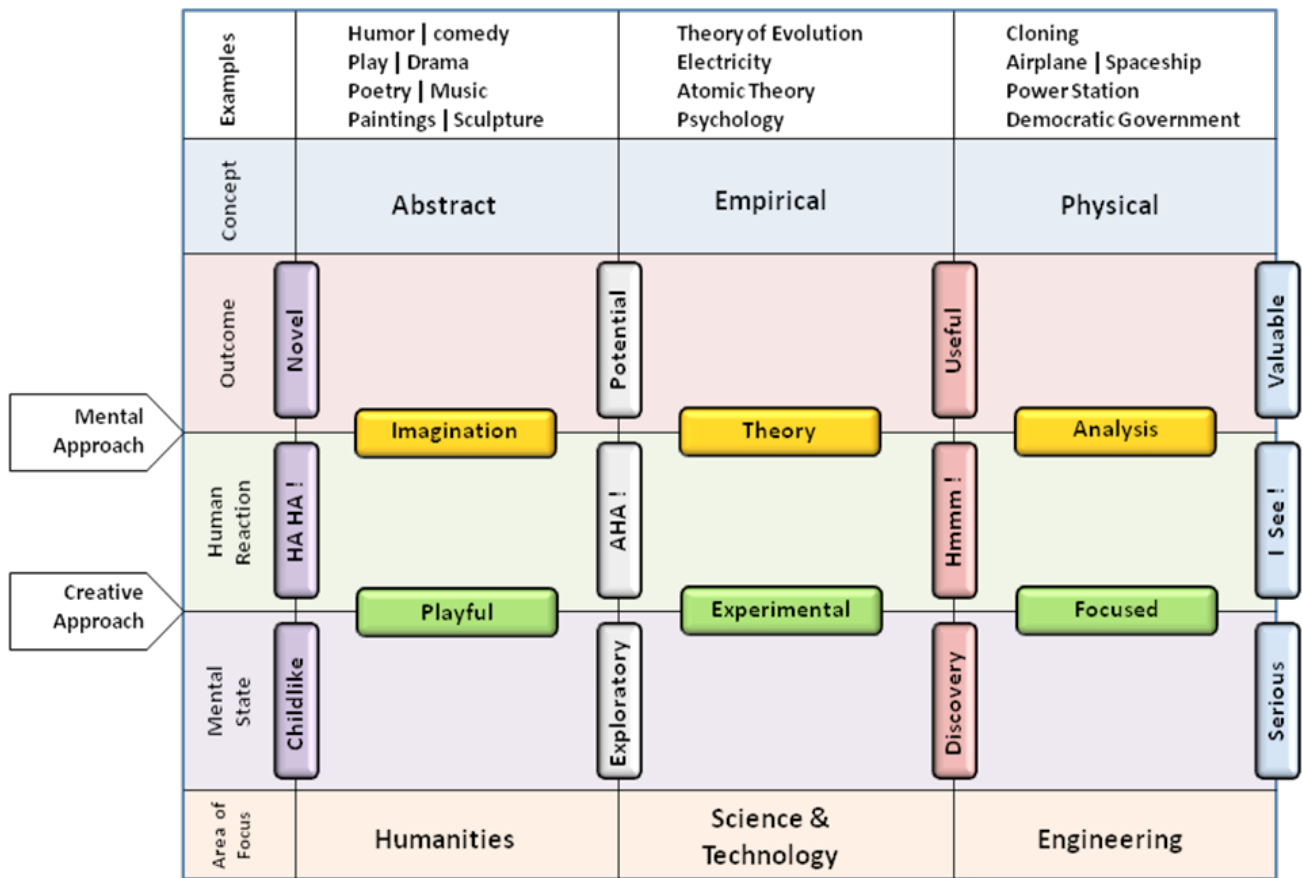 Examples
Humor | comedy
Play | Drama
Poetry | Music
Paintings | Sculpture
Theory of Evolution
Electricity
Atomic Theory
Psychology
Cloning
Airplane | Spaceship
Power Station
Democratic Government
Concept
Abstract
Empirical
Physical
Outcome
Novel
Potential
Useful
Valuable
Mental
Approach
Imagination
Theory
Analysis
Human
Reaction
HA HA !
AHA !
Hmmm !
I See !
Creative
Approach
Playful
Experimental
Focused
Mental
State
Childlike
Exploratory
Discovery
Serious
Area of
Focus
Humanities
Science &
Technology
Engineering